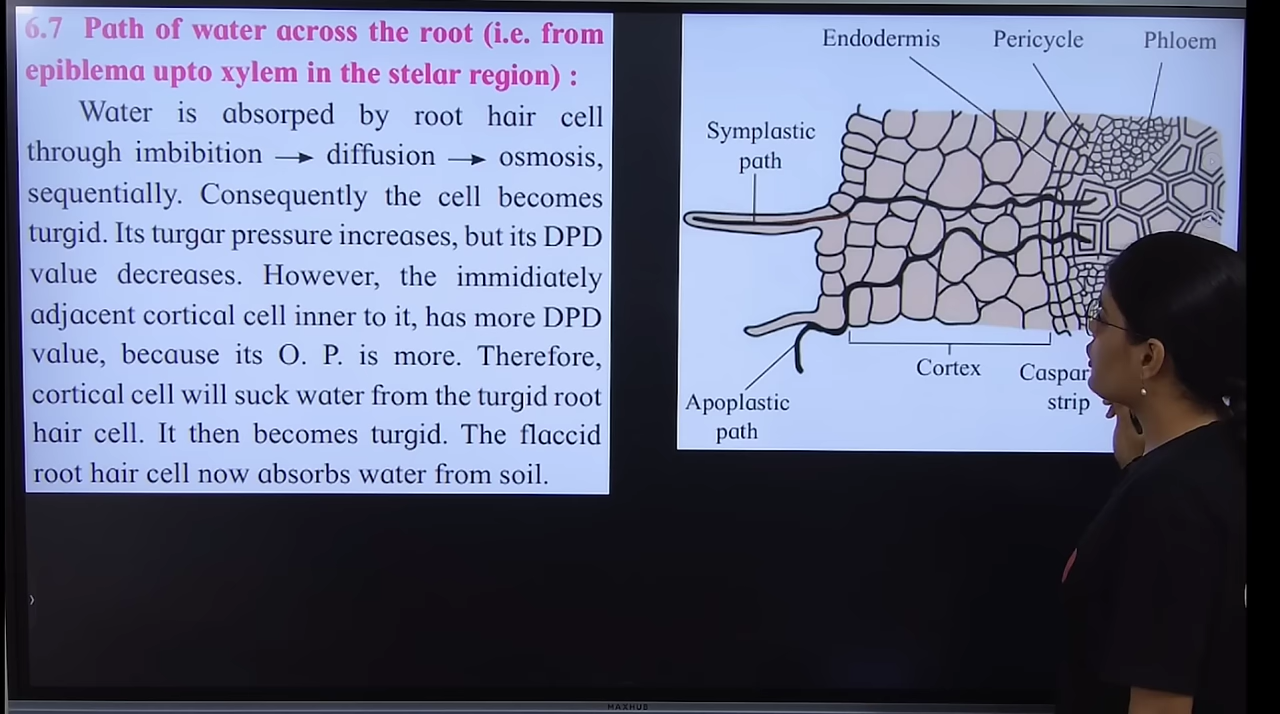 6.7 Path of water across the root (i.e. from
epiblema upto xylem in the stelar region) :
Water is absorped by root hair cell
through imbibition → diffusion → osmosis,
sequentially. Consequently the cell becomes
turgid. Its turgar pressure increases, but its DPD
value decreases. However, the immidiately
adjacent cortical cell inner to it, has more DPD
value, because its O. P. is more. Therefore,
cortical cell will suck water from the turgid root
hair cell. It then becomes turgid. The flaccid
root hair cell now absorbs water from soil.
Endodermis Pericycle Phloem
Symplastic
path
Cortex
Caspar
strip
Apoplastic
path
MAXHUB